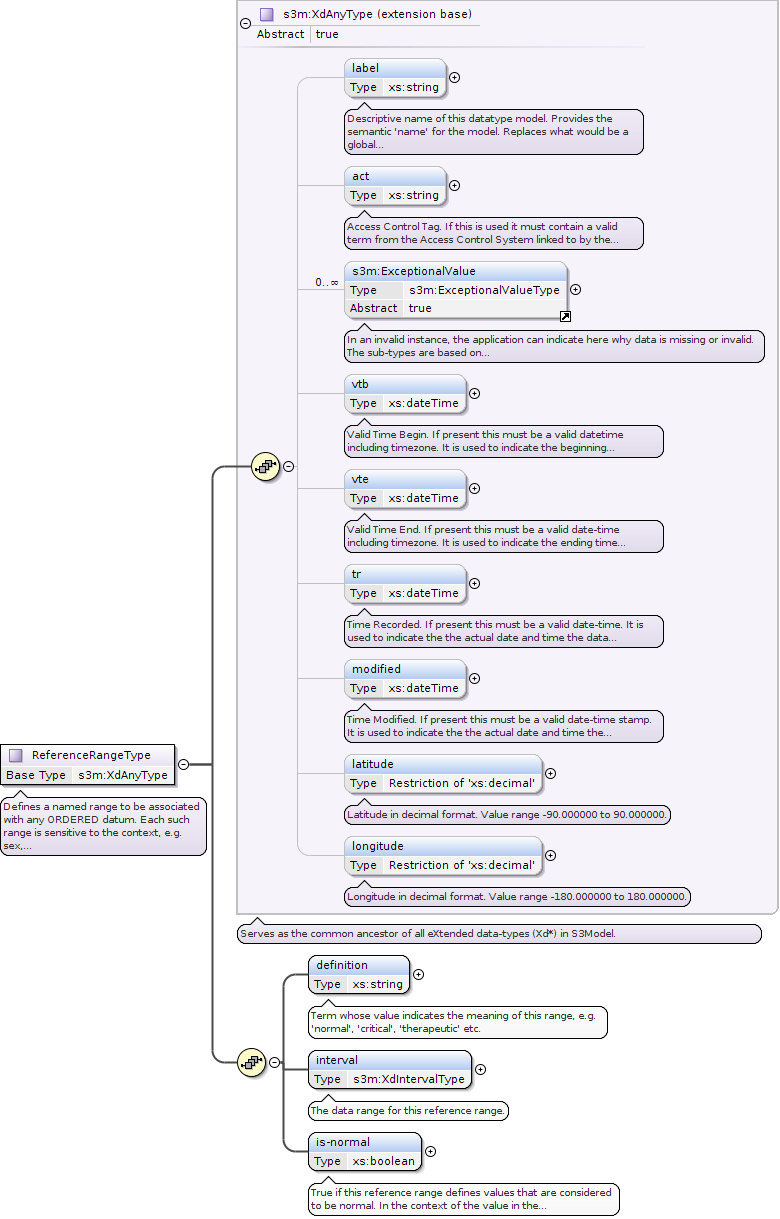 s3m:XdAnyType (extension base)
Abstract true
label
Type xs:string
Descriptive name of this datatype model. Provides the
semantic 'name' for the model. Replaces what would be a
global...
act
Type xs:string
Access Control Tag. If this is used it must contain a valid
term from the Access Control System linked to by the...
0..∞
s3m:ExceptionalValue
Type s3m:ExceptionalValueType
Abstract true
In an invalid instance, the application can indicate here why data is missing or invalid.
The sub-types are based on...
vtb
Type xs:dateTime
Valid Time Begin. If present this must be a valid datetime
including timezone. It is used to indicate the beginning...
vte
Type xs:dateTime
Valid Time End. If present this must be a valid date-time
including timezone. It is used to indicate the ending time...
tr
Type xs:dateTime
Time Recorded. If present this must be a valid date-time. It is
used to indicate the the actual date and time the data...
modified
Type xs:dateTime
Time Modified. If present this must be a valid date-time stamp.
It is used to indicate the the actual date and time the...
ReferenceRangeType
Base Type s3m:XdAnyType
Defines a named range to be associated
with any ORDERED datum. Each such
range is sensitive to the context, e.g.
sex,...
latitude
Type Restriction of 'xs:decimal'
Latitude in decimal format. Value range -90.000000 to 90.000000.
longitude
Type Restriction of 'xs:decimal'
Longitude in decimal format. Value range -180.000000 to 180.000000.
Serves as the common ancestor of all eXtended data-types (Xd*) in S3Model.
definition
Type xs:string
Term whose value indicates the meaning of this range, e.g.
'normal', 'critical', 'therapeutic' etc.
interval
Type s3m:XdIntervalType
The data range for this reference range.
is-normal
Type xs:boolean
True if this reference range defines values that are considered
to be normal. In the context of the value in the...